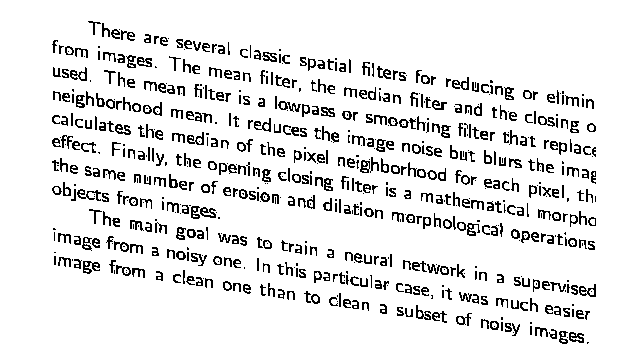 There are several classic spatial filters for reducing or elimin
from images. The mean filter, the median filter and the closing o
used. The mean filter is a lowpass or smoothing filter that replace
neighborhood mean. It reduces the image noise but blurs the imag
calculates the median of the pixel neighborhood for each pixel, th
effect. Finally, the opening closing filter is a mathematical morpho
the same number of erosion and dilation morphological operations
objects from images.
The main goal was to train a neural network in a supervised
image from a noisy one. In this particular case, it was much easier
image from a clean one than to clean a subset of noisy images.